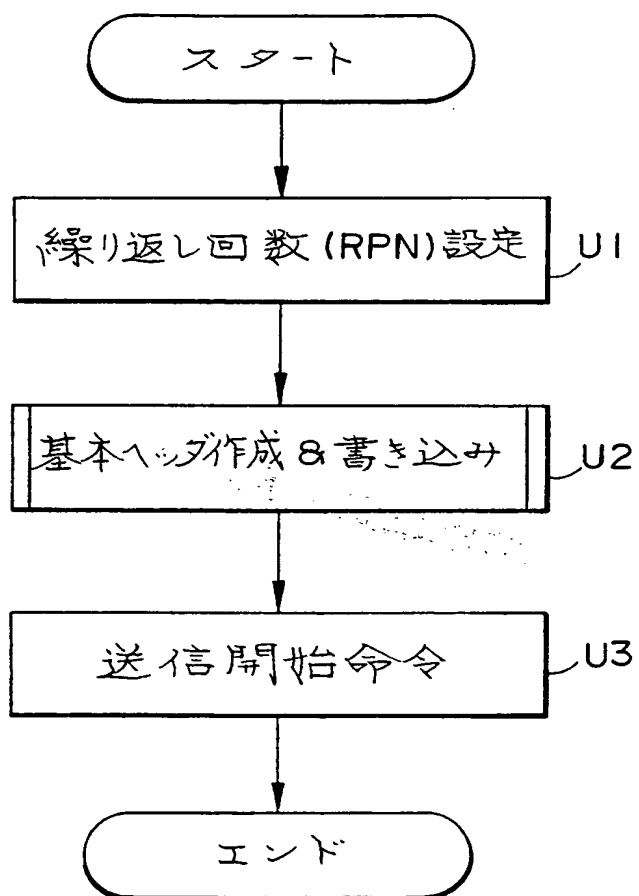 スタート
繰り返し回数(RPN)設定
U1
基本ヘッダ作成&書き込み
U2
送信開始命令
U3
エンド